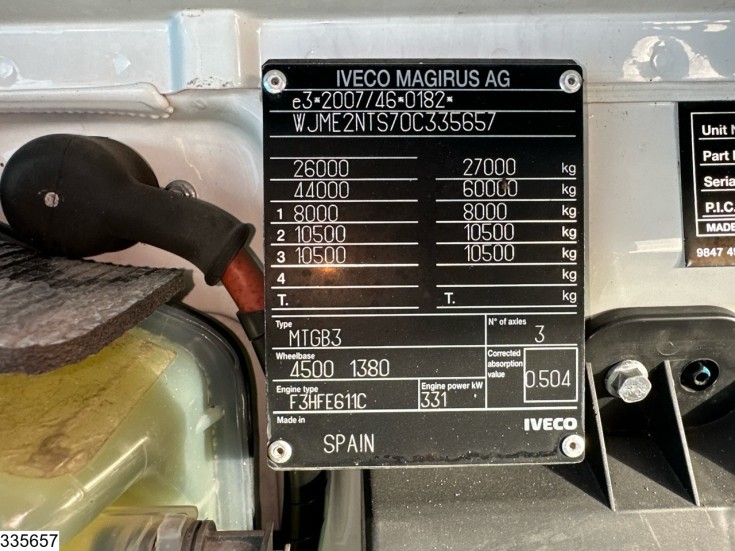 IVECO MAGIRUS AG
e3*2007/46*0182*
WJME2NTS70C335657
26000 27000 kg
44000 60000 kg
1 8000 8000 kg
2 10500 10500 kg
3 10500 10500 kg
4 kg
T. T. kg
Type
MTGB3
N° of axles
3
Wheelbase
4500 1380
Corrected
absorption
value
0.504
Engine type
F3HFE611C
Engine power kW
331
Made in
SPAIN
IVECO
Unit
Part
Seria
P.I.C.
MADE
9847 49
335657